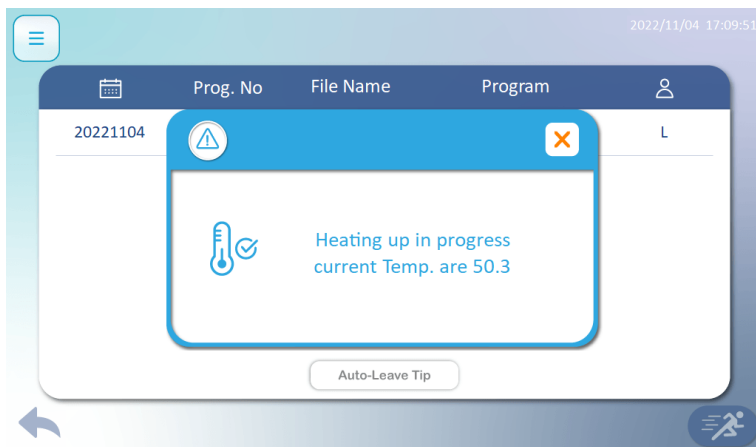 2022/11/04 17:09:51
Prog. No File Name Program
20221104 L
Heating up in progress
current Temp. are 50.3
Auto-Leave Tip